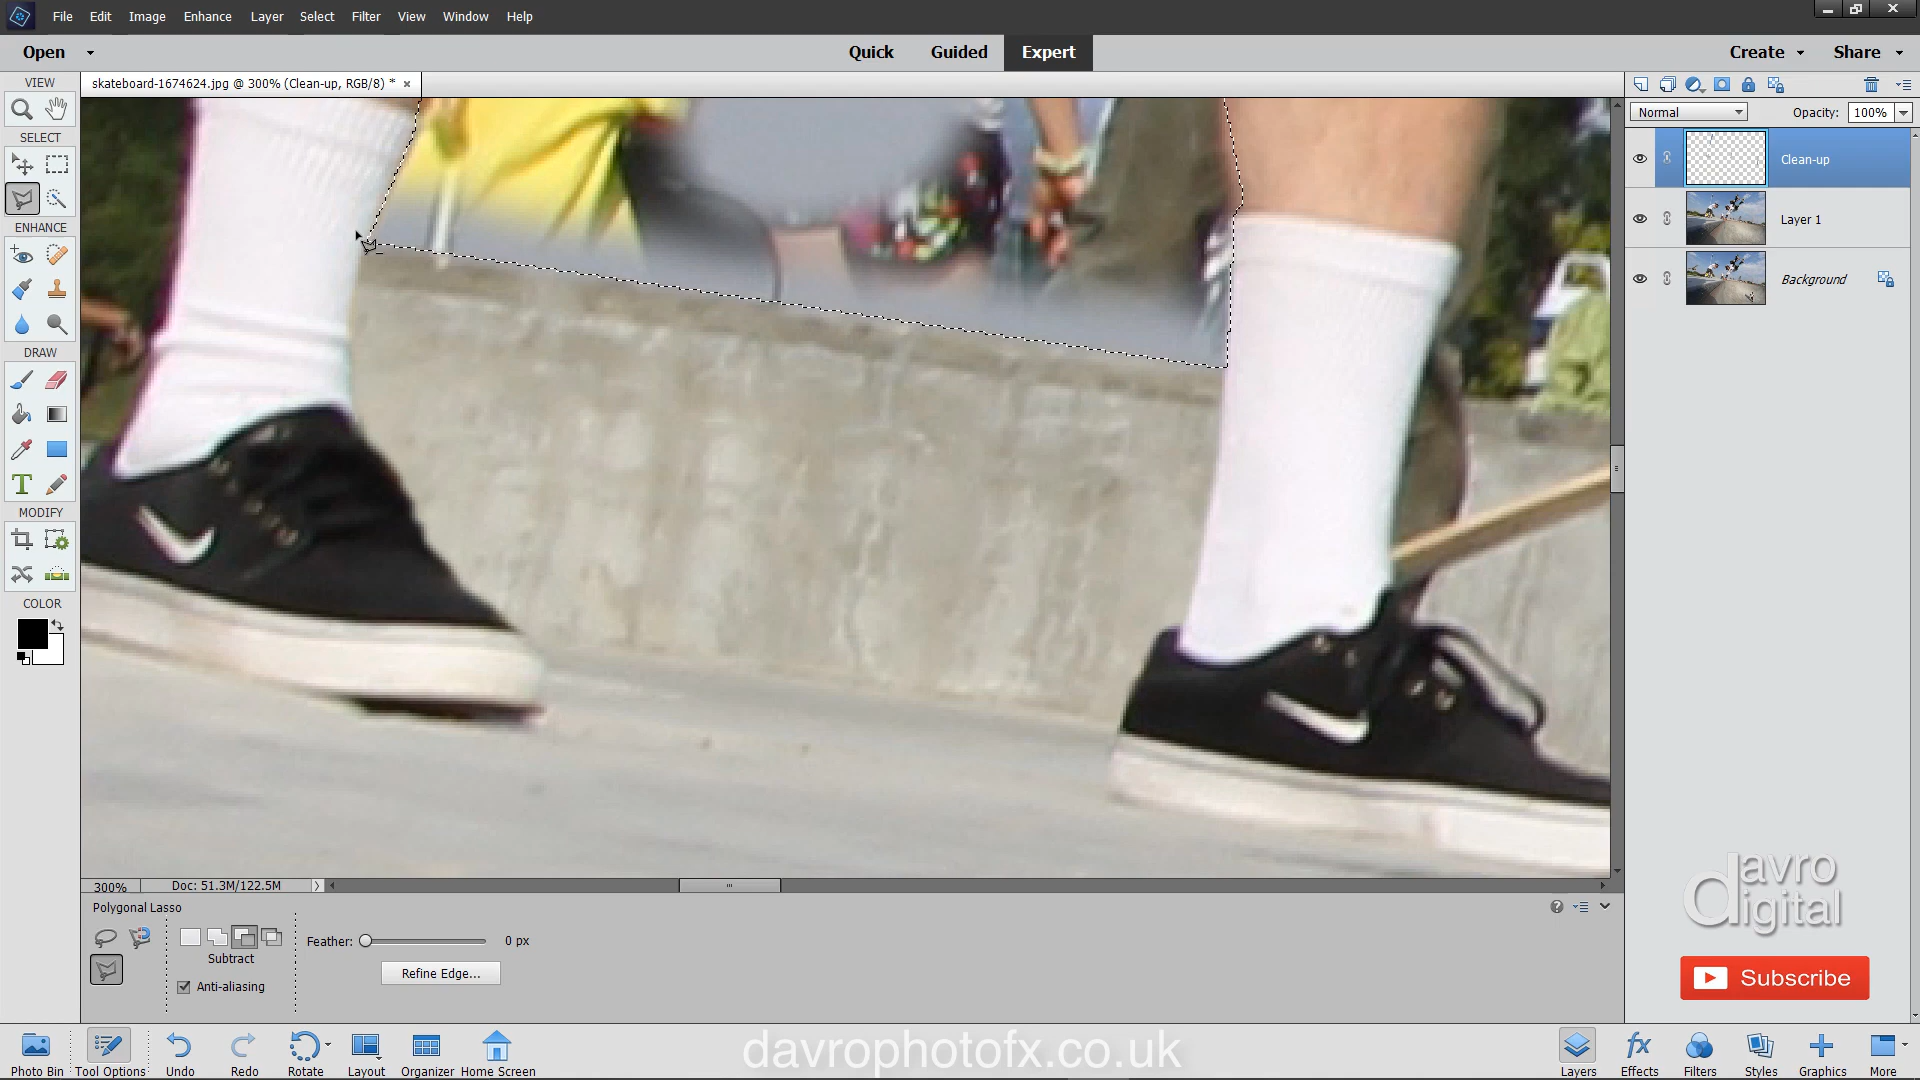 File Edit Image Enhance Layer Select Filter View Window Help
Open Quick Guided Expert Create Share
skateboard-1674624.jpg @ 300% (Clean-up, RGB/8) * ×
VIEW
SELECT
ENHANCE
DRAW
T
MODIFY
COLOR
Normal Opacity: 100%
Clean-up
Layer 1
Background
300% Doc: 51.3M/122.5M
Polygonal Lasso
Subtract
Anti-aliasing
Feather: 0 px
Refine Edge...
davro
digital
Subscribe
Photo Bin Tool Options Undo Redo Rotate Layout Organizer Home Screen
davrophotofx.co.uk
fx
Layers Effects Filters Styles Graphics More